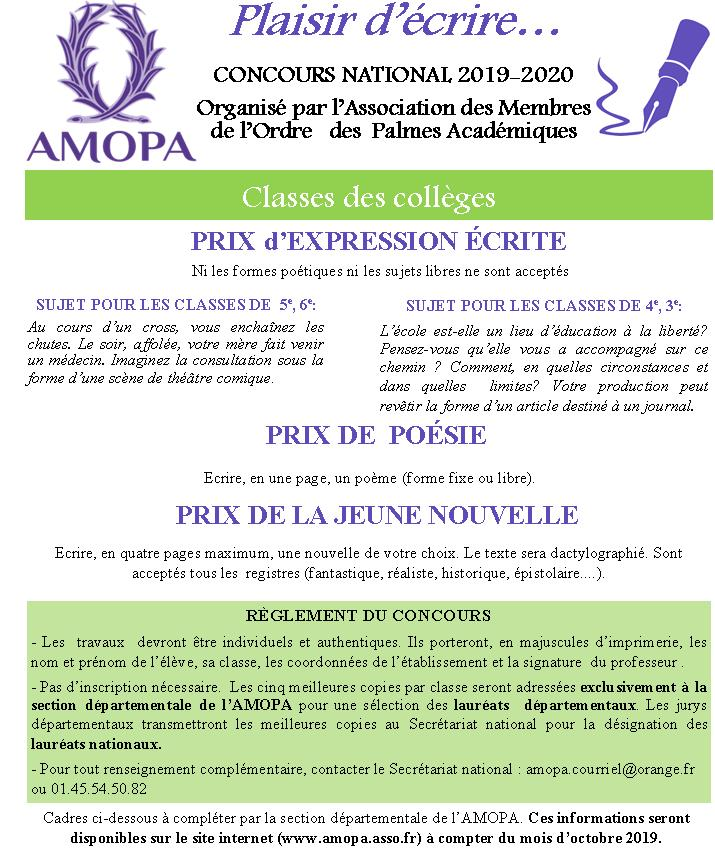 Plaisir d'écrire...
CONCOURS NATIONAL 2019-2020
Organisé par l'Association des Membres
de l'Ordre des Palmes Académiques
AMOPA
Classes des collèges
PRIX d'EXPRESSION ÉCRITE
Ni les formes poétiques ni les sujets libres ne sont acceptés
SUJET POUR LES CLASSES DE 5e, 6e:
Au cours d'un cross, vous enchaînez les
chutes. Le soir, affolée, votre mère fait venir
un médecin. Imaginez la consultation sous la
forme d'une scène de théâtre comique.
SUJET POUR LES CLASSES DE 4e, 3e:
L'école est-elle un lieu d'éducation à la liberté?
Pensez-vous qu'elle vous a accompagné sur ce
chemin ? Comment, en quelles circonstances et
dans quelles limites? Votre production peut
revêtir la forme d'un article destiné à un journal.
PRIX DE POÉSIE
Ecrire, en une page, un poème (forme fixe ou libre).
PRIX DE LA JEUNE NOUVELLE
Ecrire, en quatre pages maximum, une nouvelle de votre choix. Le texte sera dactylographié. Sont
acceptés tous les registres (fantastique, réaliste, historique, épistolaire....).
RÈGLEMENT DU CONCOURS
- Les travaux devront être individuels et authentiques. Ils porteront, en majuscules d'imprimerie, les
nom et prénom de l'élève, sa classe, les coordonnées de l'établissement et la signature du professeur .
- Pas d'inscription nécessaire. Les cinq meilleures copies par classe seront adressées exclusivement à la
section départementale de l'AMOPA pour une sélection des lauréats départementaux. Les jurys
départementaux transmettront les meilleures copies au Secrétariat national pour la désignation des
lauréats nationaux.
- Pour tout renseignement complémentaire, contacter le Secrétariat national : amopa.courriel@orange.fr
ou 01.45.54.50.82
Cadres ci-dessous à compléter par la section départementale de l'AMOPA. Ces informations seront
disponibles sur le site internet (www.amopa.asso.fr) à compter du mois d'octobre 2019.